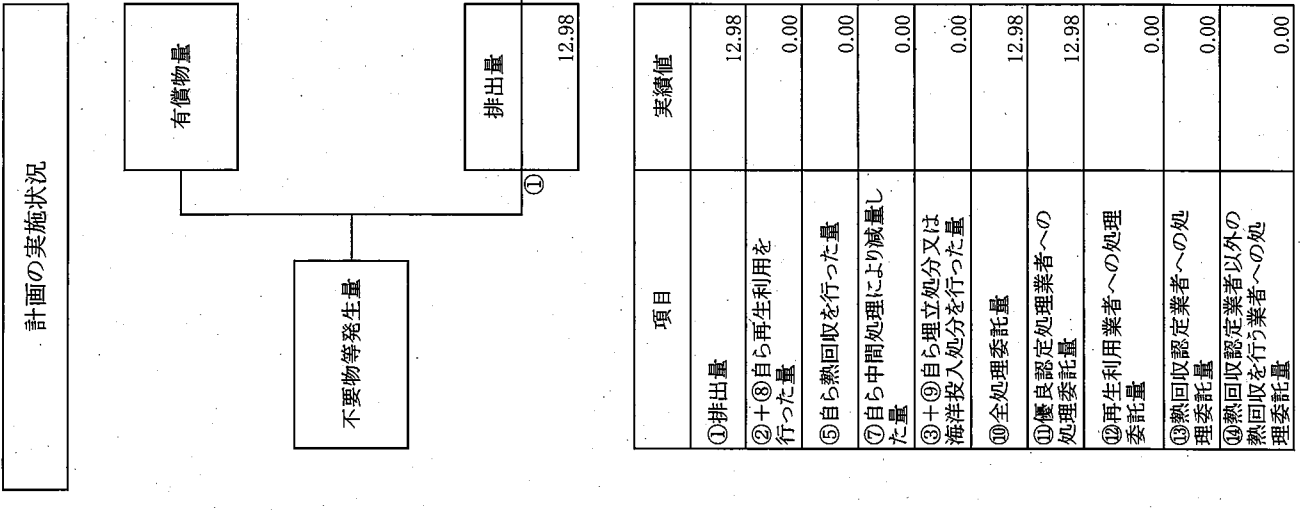 計画の実施状況
有償物量
不要物等発生量
①
排出量
12.98
項目
実績値
①排出量
12.98
②+⑧自ら再生利用を
行った量
0.00
⑤自ら熱回収を行った量
0.00
⑦自ら中間処理により減量し
た量
0.00
③+⑨自ら埋立処分又は
海洋投入処分を行った量
0.00
⑩全処理委託量
12.98
⑪優良認定処理業者への
処理委託量
12.98
⑫再生利用業者への処理
委託量
0.00
⑬熱回収認定業者への処
理委託量
0.00
⑭熱回収認定業者以外の
熱回収を行う業者への処
理委託量
0.00